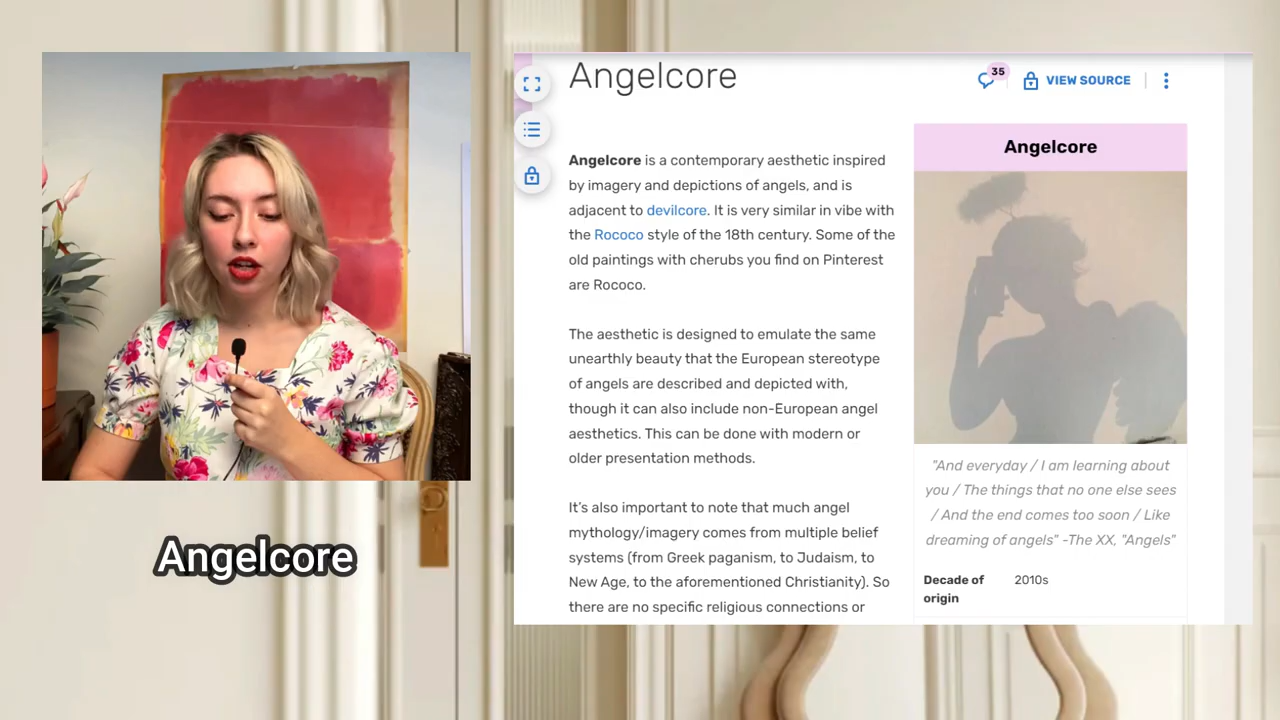 Angelcore
35
VIEW SOURCE
Angelcore is a contemporary aesthetic inspired
by imagery and depictions of angels, and is
adjacent to devilcore. It is very similar in vibe with
the Rococo style of the 18th century. Some of the
old paintings with cherubs you find on Pinterest
are Rococo.
The aesthetic is designed to emulate the same
unearthly beauty that the European stereotype
of angels are described and depicted with,
though it can also include non-European angel
aesthetics. This can be done with modern or
older presentation methods.
It's also important to note that much angel
mythology/imagery comes from multiple belief
systems (from Greek paganism, to Judaism, to
New Age, to the aforementioned Christianity). So
there are no specific religious connections or
Angelcore
"And everyday / I am learning about
you / The things that no one else sees
/ And the end comes too soon / Like
dreaming of angels" -The XX, "Angels"
Decade of
origin
2010s
Angelcore